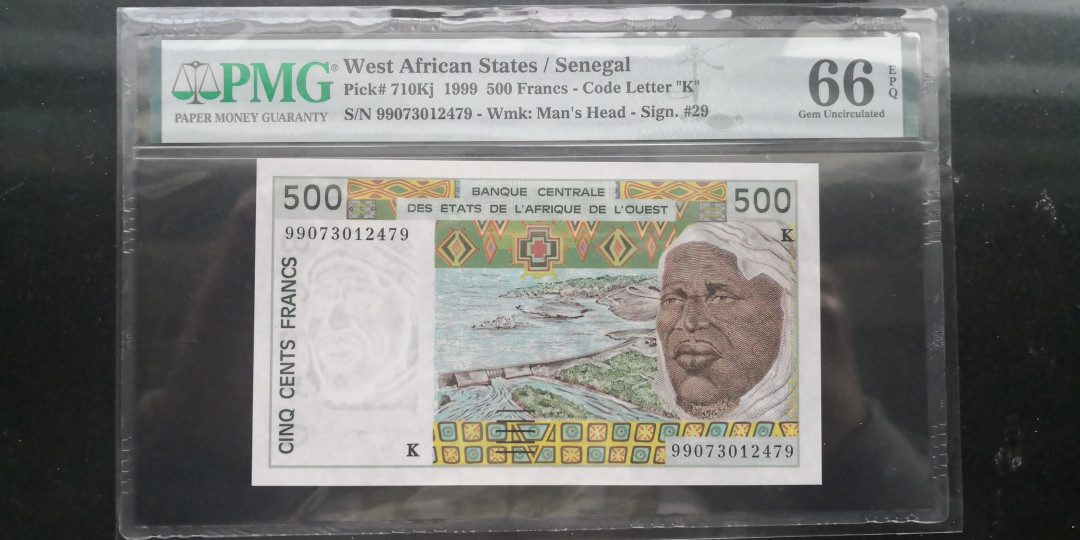 PMG®
PAPER MONEY GUARANTY
West African States / Senegal
Pick# 710Kj 1999 500 Francs - Code Letter "K"
S/N 99073012479 - Wmk: Man's Head - Sign. #29
66
EPQ
Gem Uncirculated
500
BANQUE CENTRALE
DES ETATS DE L'AFRIQUE DE L'OUEST
500
99073012479
K
CINQ CENTS FRANCS
K
99073012479